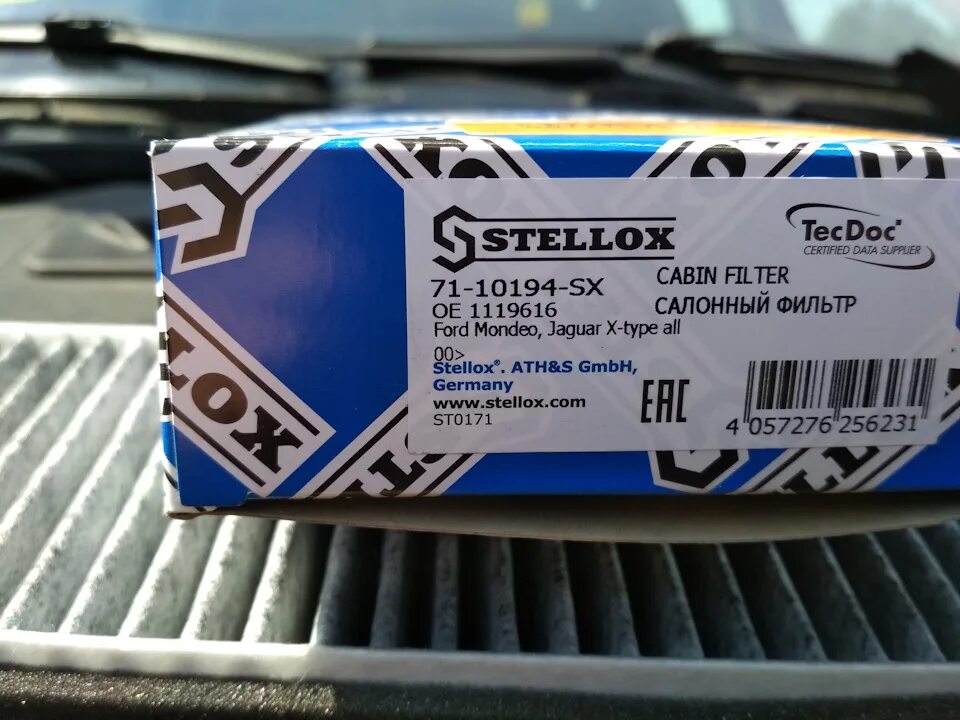 STELLOX
TecDoc
CERTIFIED DATA SUPPLIER
71-10194-SX
CABIN FILTER
OE 1119616
САЛОННЫЙ ФИЛЬТР
Ford Mondeo, Jaguar X-type all
00>
Stellox®. ATH&S GmbH,
Germany
www.stellox.com
ST0171
EAC
4 057276 256231
LOX